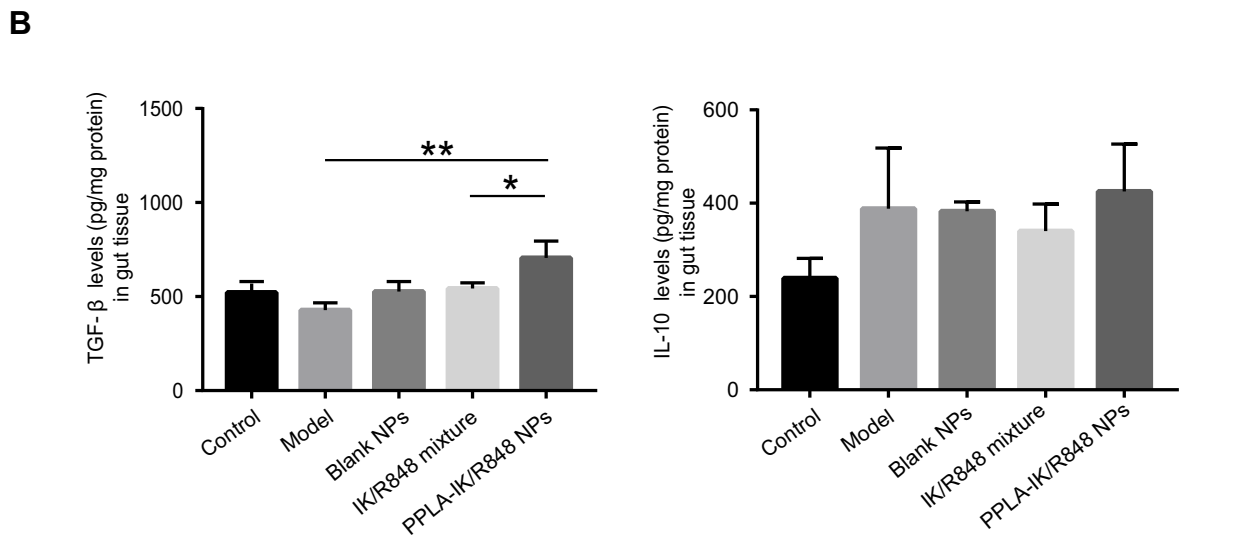 B
TGF- β levels (pg/mg protein)
in gut tissue
1500
1000
500
0
**
*
Control
Model
Blank NPs
IK/R848 mixture
PPLA-IK/R848 NPs
IL-10 levels (pg/mg protein)
in gut tissue
600
400
200
0
Control
Model
Blank NPs
IK/R848 mixture
PPLA-IK/R848 NPs